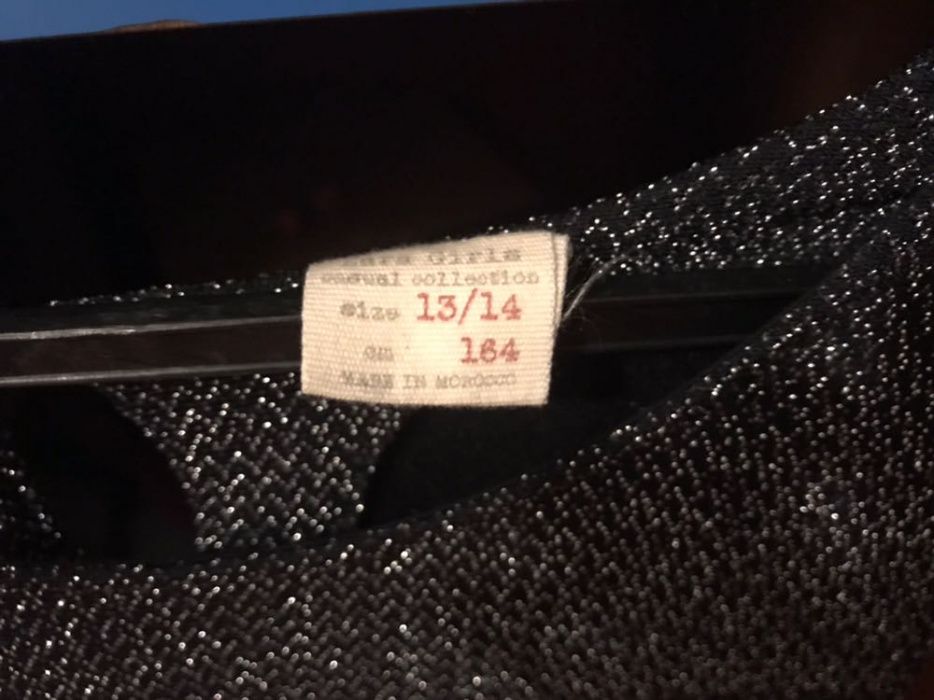 Girls
casual collection
size 13/14
cm 164
MADE IN MOROCCO